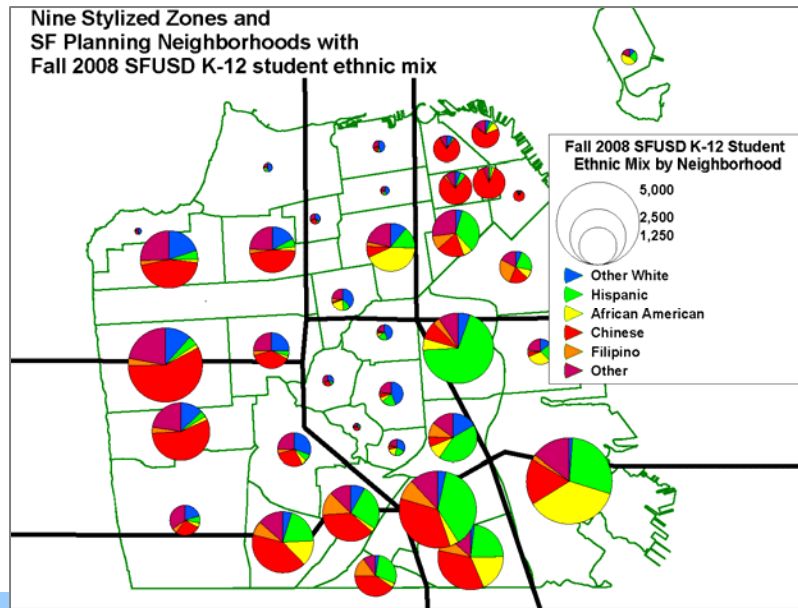 Nine Stylized Zones and
SF Planning Neighborhoods with
Fall 2008 SFUSD K-12 student ethnic mix
Fall 2008 SFUSD K-12 Student
Ethnic Mix by Neighborhood
5,000
2,500
1,250
Other White
Hispanic
African American
Chinese
Filipino
Other